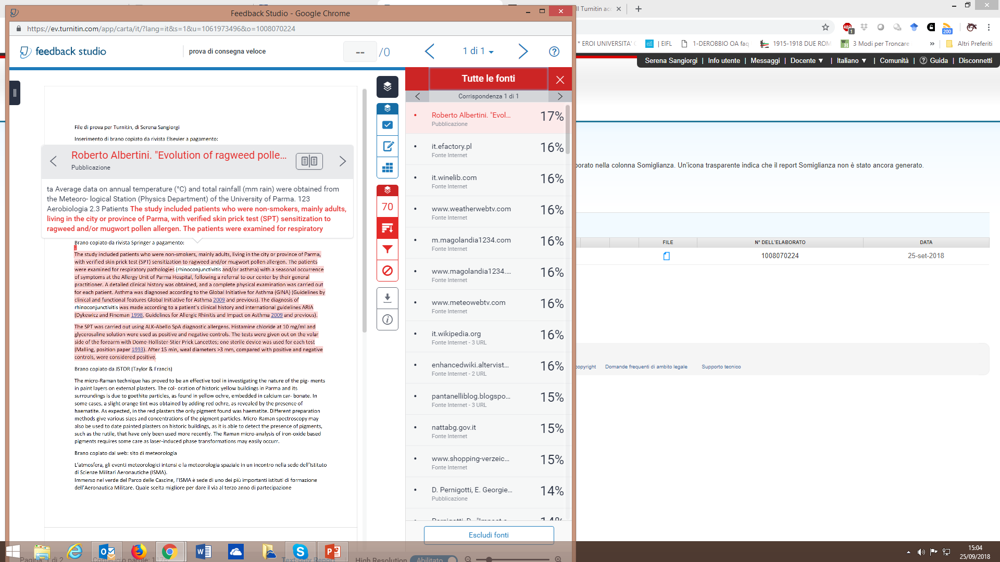 Feedback Studio - Google Chrome
ll Turnitin acc
https://ev.turnitin.com/app/carta/it/?lang=it&s=1&u=1061973496&o=1008070224
ABP
1
200
feedback studio
prova di consegna veloce
--
/0
1 di 1
* EROI UNIVERSITA'
eifl
| EIFL
1-DEROBBIO OA faq
1915-1918 DUE ROM
3 Modi per Troncare
»
Altri Preferiti
Serena Sangiorgi | Info utente | Messaggi | Docente ▼ | Italiano ▼ | Comunità | Guida | Disconnetti
Tutte le fonti
Corrispondenza 1 di 1
Roberto Albertini. "Evol...
17%
Pubblicazione
it.efactory.pl
16%
Fonte Internet
it.winelib.com
16%
Fonte Internet
www.weatherwebtv.com
16%
Fonte Internet
m.magolandia1234.com
16%
Fonte Internet
www.magolandia1234....
16%
Fonte Internet
www.meteowebtv.com
16%
Fonte Internet
it.wikipedia.org
16%
Fonte Internet - 3 URL
enhancedwiki.altervist...
16%
Fonte Internet - 2 URL
pantanelliblog.blogspo...
15%
Fonte Internet - 3 URL
nattabg.gov.it
15%
Fonte Internet
www.shopping-verzeic...
15%
Fonte Internet
D. Pernigotti, E. Georgie...
14%
Pubblicazione
Escludi fonti
70
File di prova per Turnitin, di Serena Sangiorgi
Inserimento di brano copiato da rivista Elsevier a pagamento:
Roberto Albertini. "Evolution of ragweed polle...
Pubblicazione
ta Average data on annual temperature (°C) and total rainfall (mm rain) were obtained from
the Meteoro- logical Station (Physics Department) of the University of Parma. 123
Aerobiologia 2.3 Patients The study included patients who were non-smokers, mainly adults,
living in the city or province of Parma, with verified skin prick test (SPT) sensitization to
ragweed and/or mugwort pollen allergen. The patients were examined for respiratory
Brano copiato da rivista Springer a pagamento:
The study included patients who were non-smokers, mainly adults, living in the city or province of Parma,
with verified skin prick test (SPT) sensitization to ragweed and/or mugwort pollen allergen. The patients
were examined for respiratory pathologies (rhinoconjunctivitis and/or asthma) with a seasonal occurrence
of symptoms at the Allergy Unit of Parma Hospital, following a referral to our center by their general
practitioner. A detailed clinical history was obtained, and a complete physical examination was carried out
for each patient. Asthma was diagnosed according to the Global Initiative for Asthma (GINA) (Guidelines by
clinical and functional features Global Initiative for Asthma 2009 and previous). The diagnosis of
rhinoconjunctivitis was made according to a patient's clinical history and international guidelines ARIA
(Dykewicz and Fineman 1998, Guidelines for Allergic Rhinitis and Impact on Asthma 2009 and previous).
The SPT was carried out using ALK-Abello SpA diagnostic allergens. Histamine chloride at 10 mg/ml and
glycerosaline solution were used as positive and negative controls. The tests were given out on the volar
side of the forearm with Dome-Hollister-Stier Prick Lancettes; one sterile device was used for each test
(Malling, position paper 1993). After 15 min, weal diameters >3 mm, compared with positive and negative
controls, were considered positive.
Brano copiato da JSTOR (Taylor & Francis)
The micro-Raman technique has proved to be an effective tool in investigating the nature of the pig- ments
in paint layers on external plasters. The col- oration of historic yellow buildings in Parma and its
surroundings is due to goethite particles, as found in yellow ochre, embedded in calcium car- bonate. In
some cases, a slight orange tint was obtained by adding red ochre, as revealed by the presence of
haematite. As expected, in the red plasters the only pigment found was haematite. Different preparation
methods give various sizes and concentrations of the pigment particles. Micro-Raman spectroscopy may
also be used to date painted plasters on historic buildings, as it is able to detect the presence of pigments,
such as the rutile, that have only been used more recently. The Raman micro-analysis of iron-oxide based
pigments requires some care as laser-induced phase transformations may easily occurr.
Brano copiato dal web: sito di meteorologia
L'atmosfera, gli eventi meteorologici intensi e la meteorologia spaziale in un incontro nella sede dell'Istituto
di Scienze Militari Aeronautiche (ISMA).
Immerso nel verde del Parco delle Cascine, l'ISMA è sede di uno dei più importanti istituti di formazione
dell'Aeronautica Militare. Quale scelta migliore per dare il via al terzo anno di partecipazione
borato nella colonna Somiglianza. Un'icona trasparente indica che il report Somiglianza non è stato ancora generato.
FILE
N° DELL'ELABORATO
DATA
1008070224
25-set-2018
copyright
Domande frequenti di ambito legale
Supporto tecnico
Pagina 1 di 2
Conteggio parole:
Text-only Report
High Resolution
Abilitato
15:04
25/09/2018